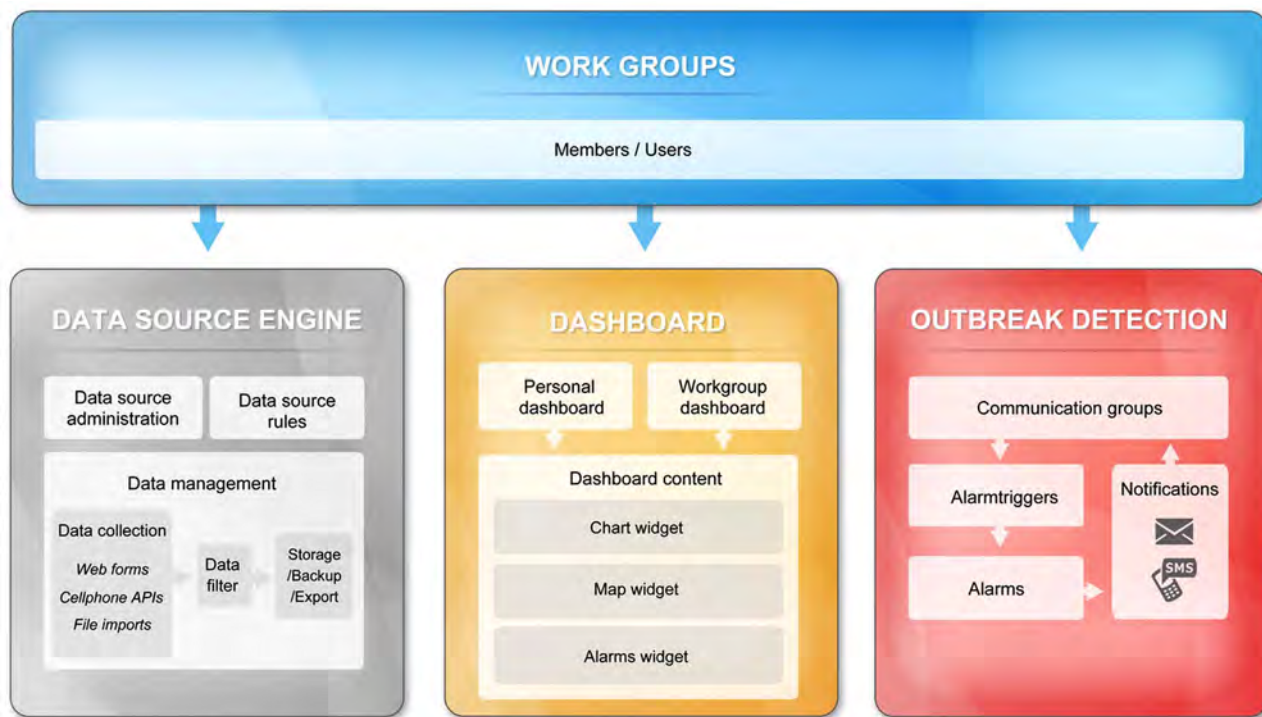 WORK GROUPS
Members / Users
DATA SOURCE ENGINE
Data source
administration
Data source
rules
Data management
Data collection
Web forms
Cellphone APIs
File imports
Data
filter
Storage
/Backup
/Export
DASHBOARD
Personal
dashboard
Workgroup
dashboard
Dashboard content
Chart widget
Map widget
Alarms widget
OUTBREAK DETECTION
Communication groups
Alarmtriggers
Alarms
Notifications
SMS